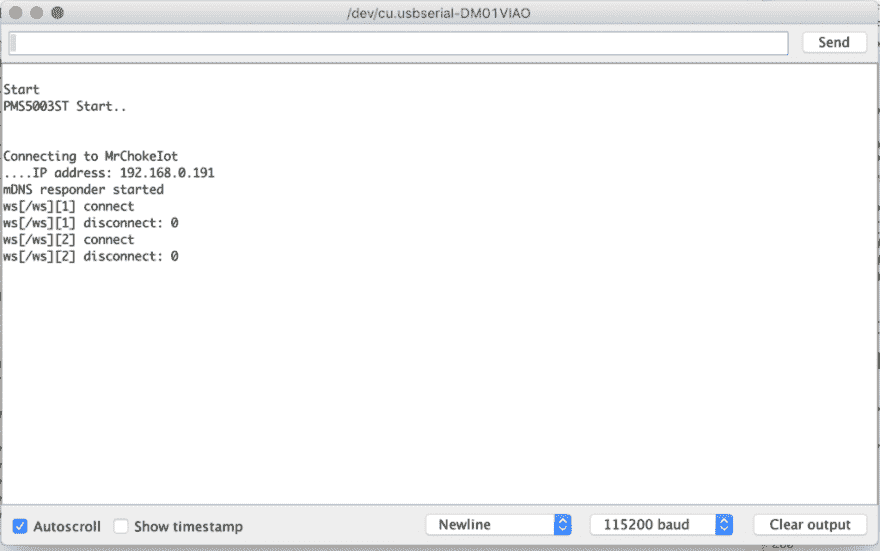 /dev/cu.usbserial-DM01VIAO
Send
Start
PMS5003ST Start..
Connecting to MrChokeIot
....IP address: 192.168.0.191
mDNS responder started
ws[/ws][1] connect
ws[/ws][1] disconnect: 0
ws[/ws][2] connect
ws[/ws][2] disconnect: 0
Autoscroll Show timestamp Newline 115200 baud Clear output